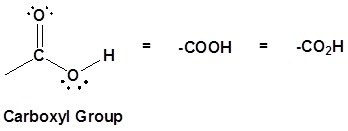 O
C
O
H
= -COOH = -CO₂H
Carboxyl Group